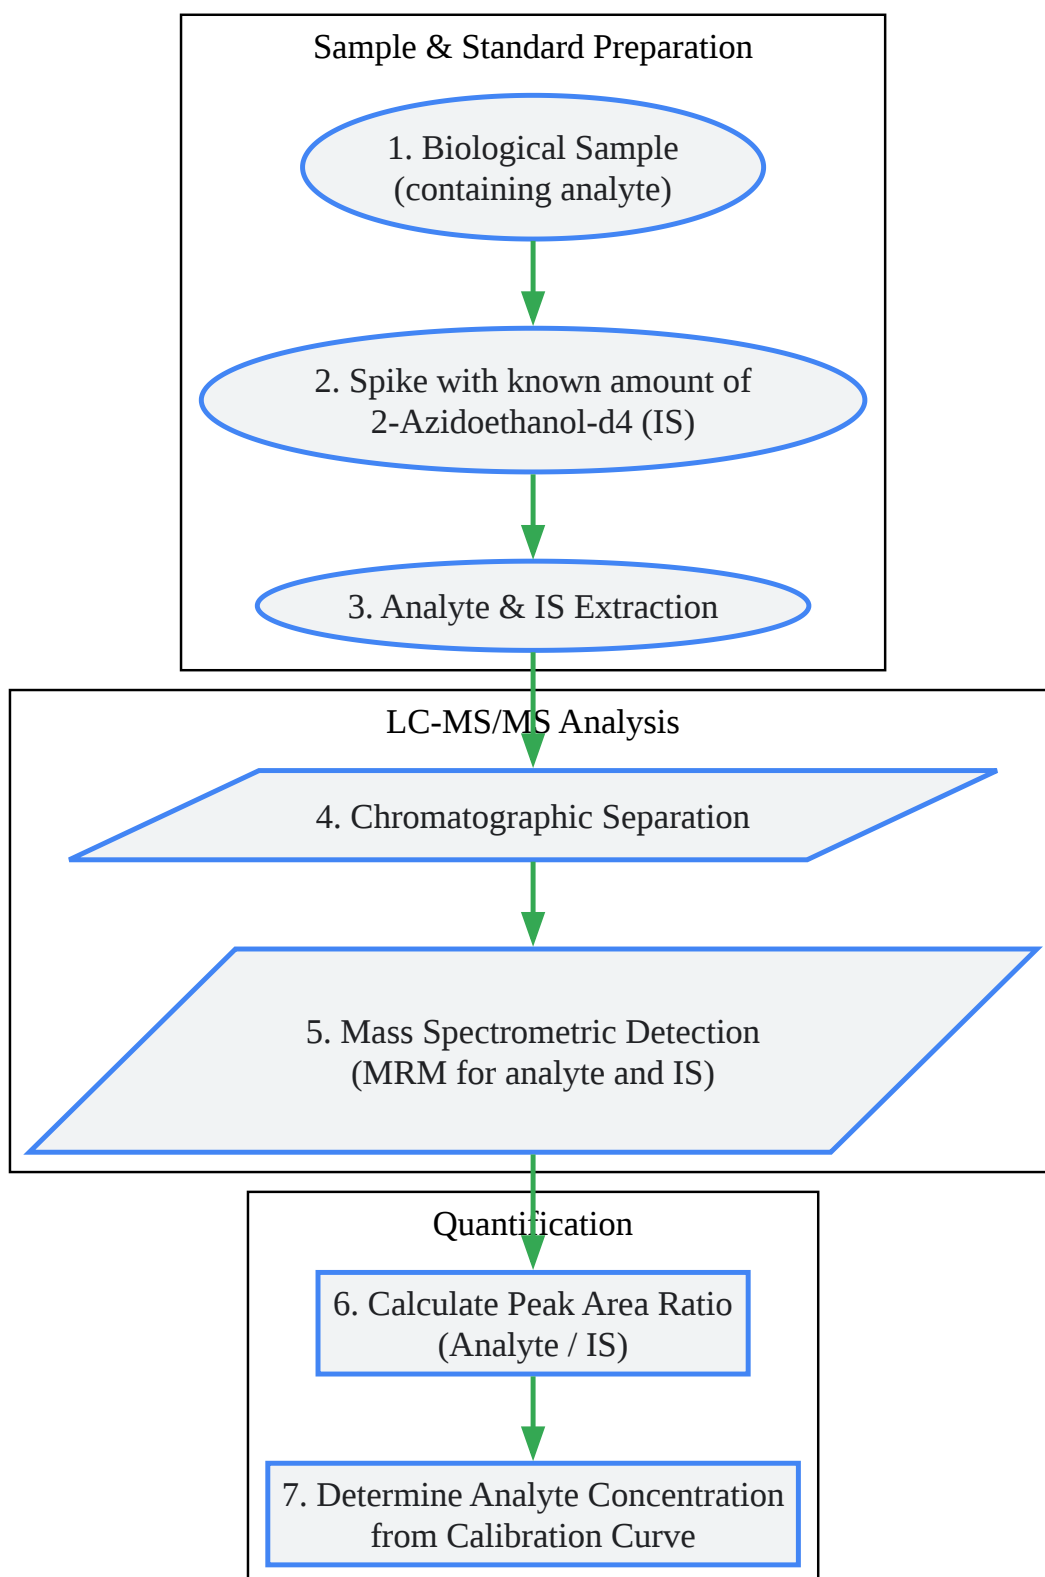 Sample & Standard Preparation
1. Biological Sample
(containing analyte)
2. Spike with known amount of
2-Azidoethanol-d4 (IS)
3. Analyte & IS Extraction
LC-MS/MS Analysis
4. Chromatographic Separation
5. Mass Spectrometric Detection
(MRM for analyte and IS)
Quantification
6. Calculate Peak Area Ratio
(Analyte / IS)
7. Determine Analyte Concentration
from Calibration Curve